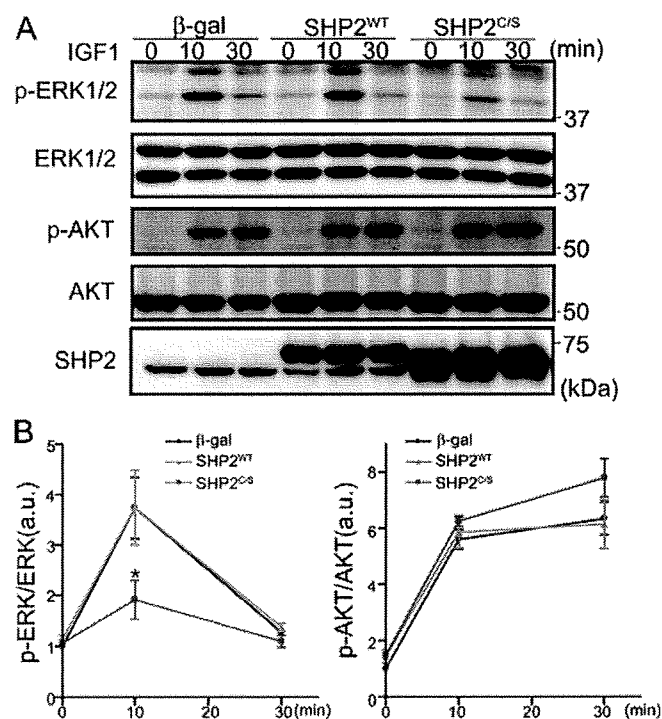 A
β-gal SHP2WT SHP2C/S
IGF1 0 10 30 0 10 30 0 10 30 (min)
p-ERK1/2
37
ERK1/2
37
p-AKT
50
AKT
50
SHP2
75
(kDa)
B
β-gal
SHP2WT
SHP2C/S
p-ERK/ERK(a.u.)
5
4
3
2
1
0
*
0 10 20 30 (min)
β-gal
SHP2WT
SHP2C/S
p-AKT/AKT(a.u.)
8
6
4
2
0
0 10 20 30 (min)